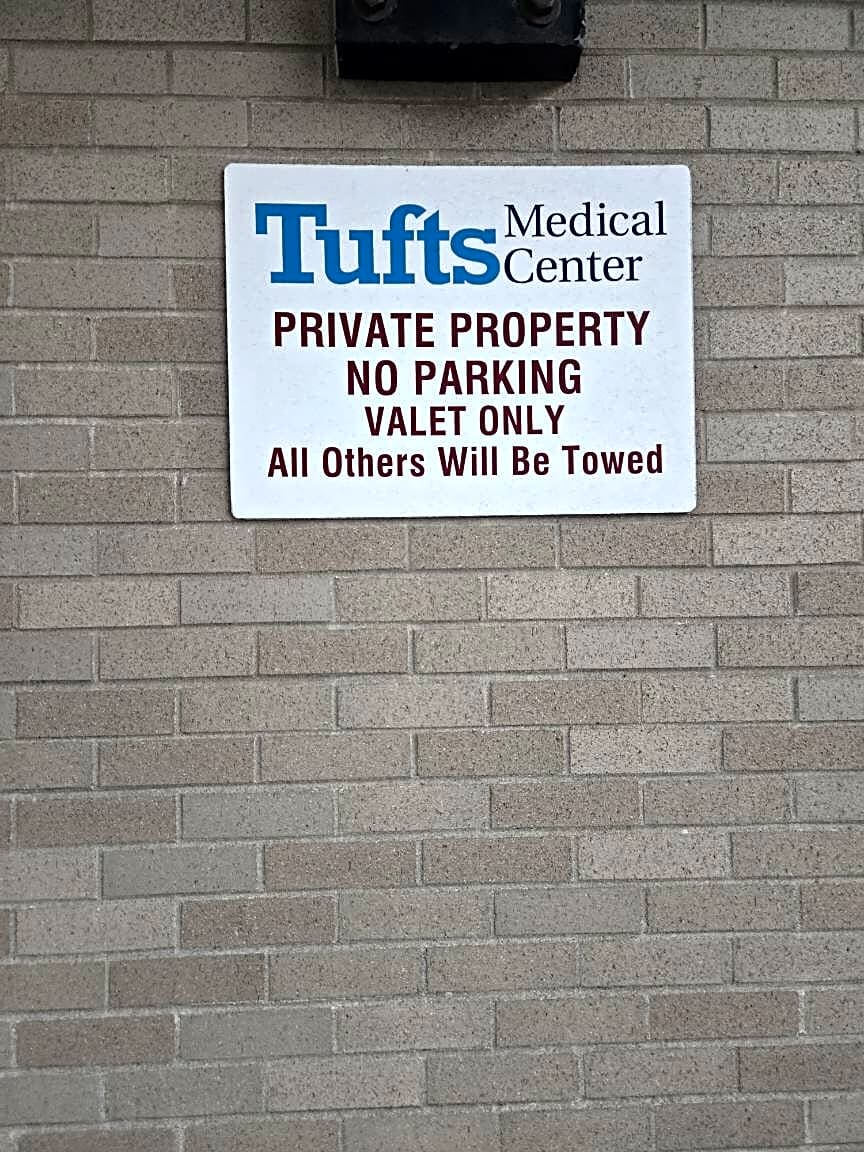 Tufts Medical
Center
PRIVATE PROPERTY
NO PARKING
VALET ONLY
All Others Will Be Towed